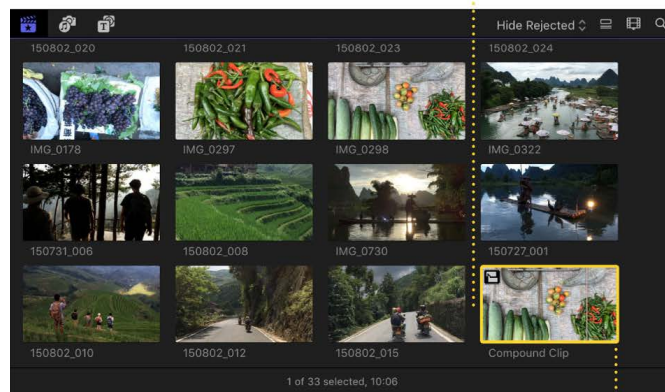 Hide Rejected
150802_020 150802_021 150802_023 150802_024
IMG_0178 IMG_0297 IMG_0298 IMG_0322
150731_006 150802_008 IMG_0730 150727_001
150802_010 150802_012 150802_015 Compound Clip
1 of 33 selected, 10:06